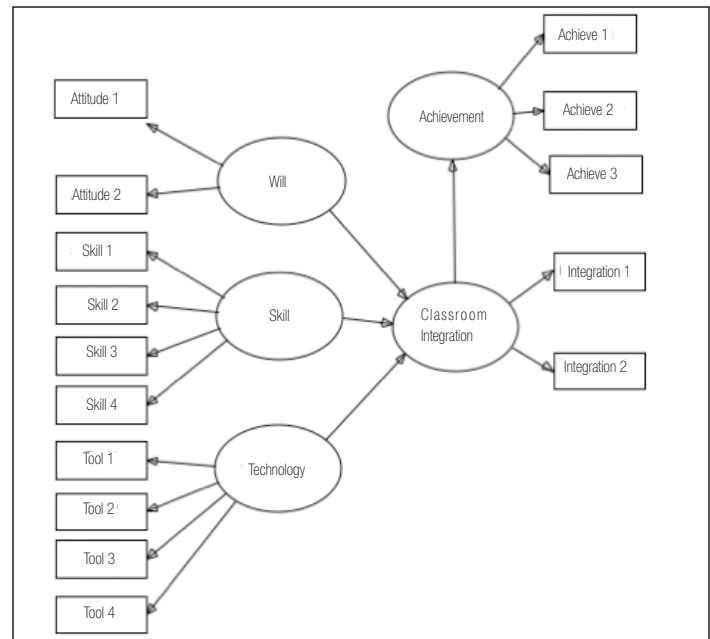 Achieve 1
Attitude 1
Achievement
Achieve 2
Will
Achieve 3
Attitude 2
Skill 1
Skill 2
Skill
Skill 3
Skill 4
Classroom
Integration
Integration 1
Integration 2
Tool 1
Technology
Tool 2
Tool 3
Tool 4